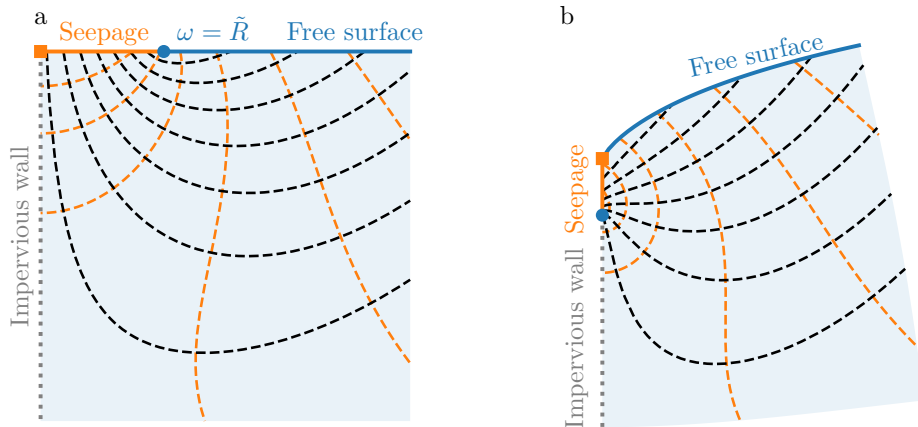 a
Seepage
ω = R̃
Free surface
Impervious wall
b
Free surface
Seepage
Impervious wall